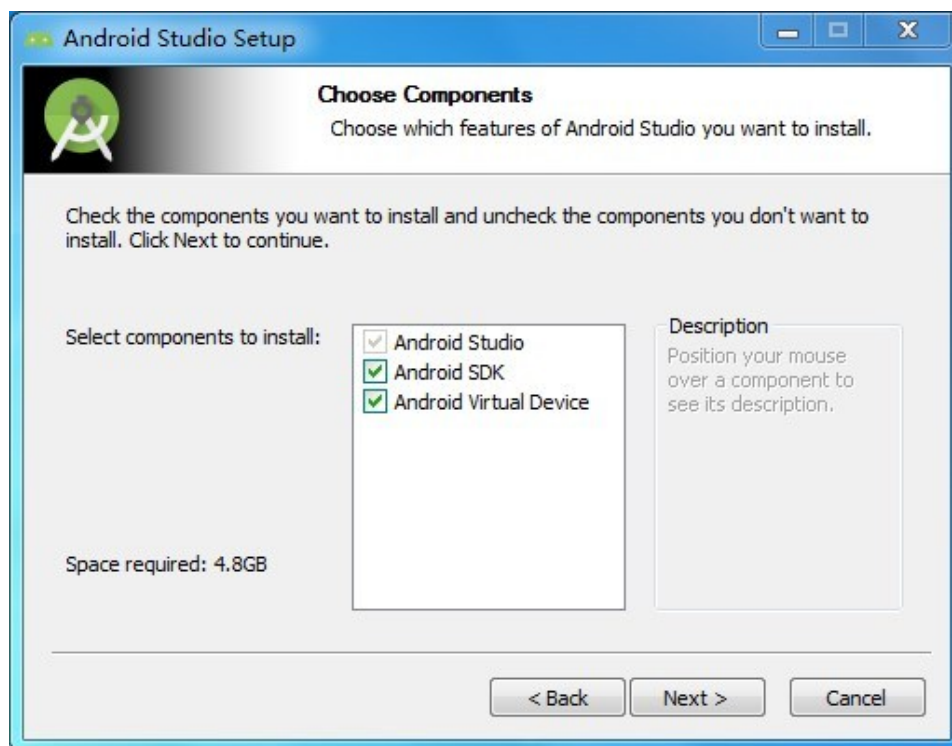 Android Studio Setup
Choose Components
Choose which features of Android Studio you want to install.
Check the components you want to install and uncheck the components you don't want to
install. Click Next to continue.
Select components to install:
Android Studio
Android SDK
Android Virtual Device
Description
Position your mouse
over a component to
see its description.
Space required: 4.8GB
< Back
Next >
Cancel